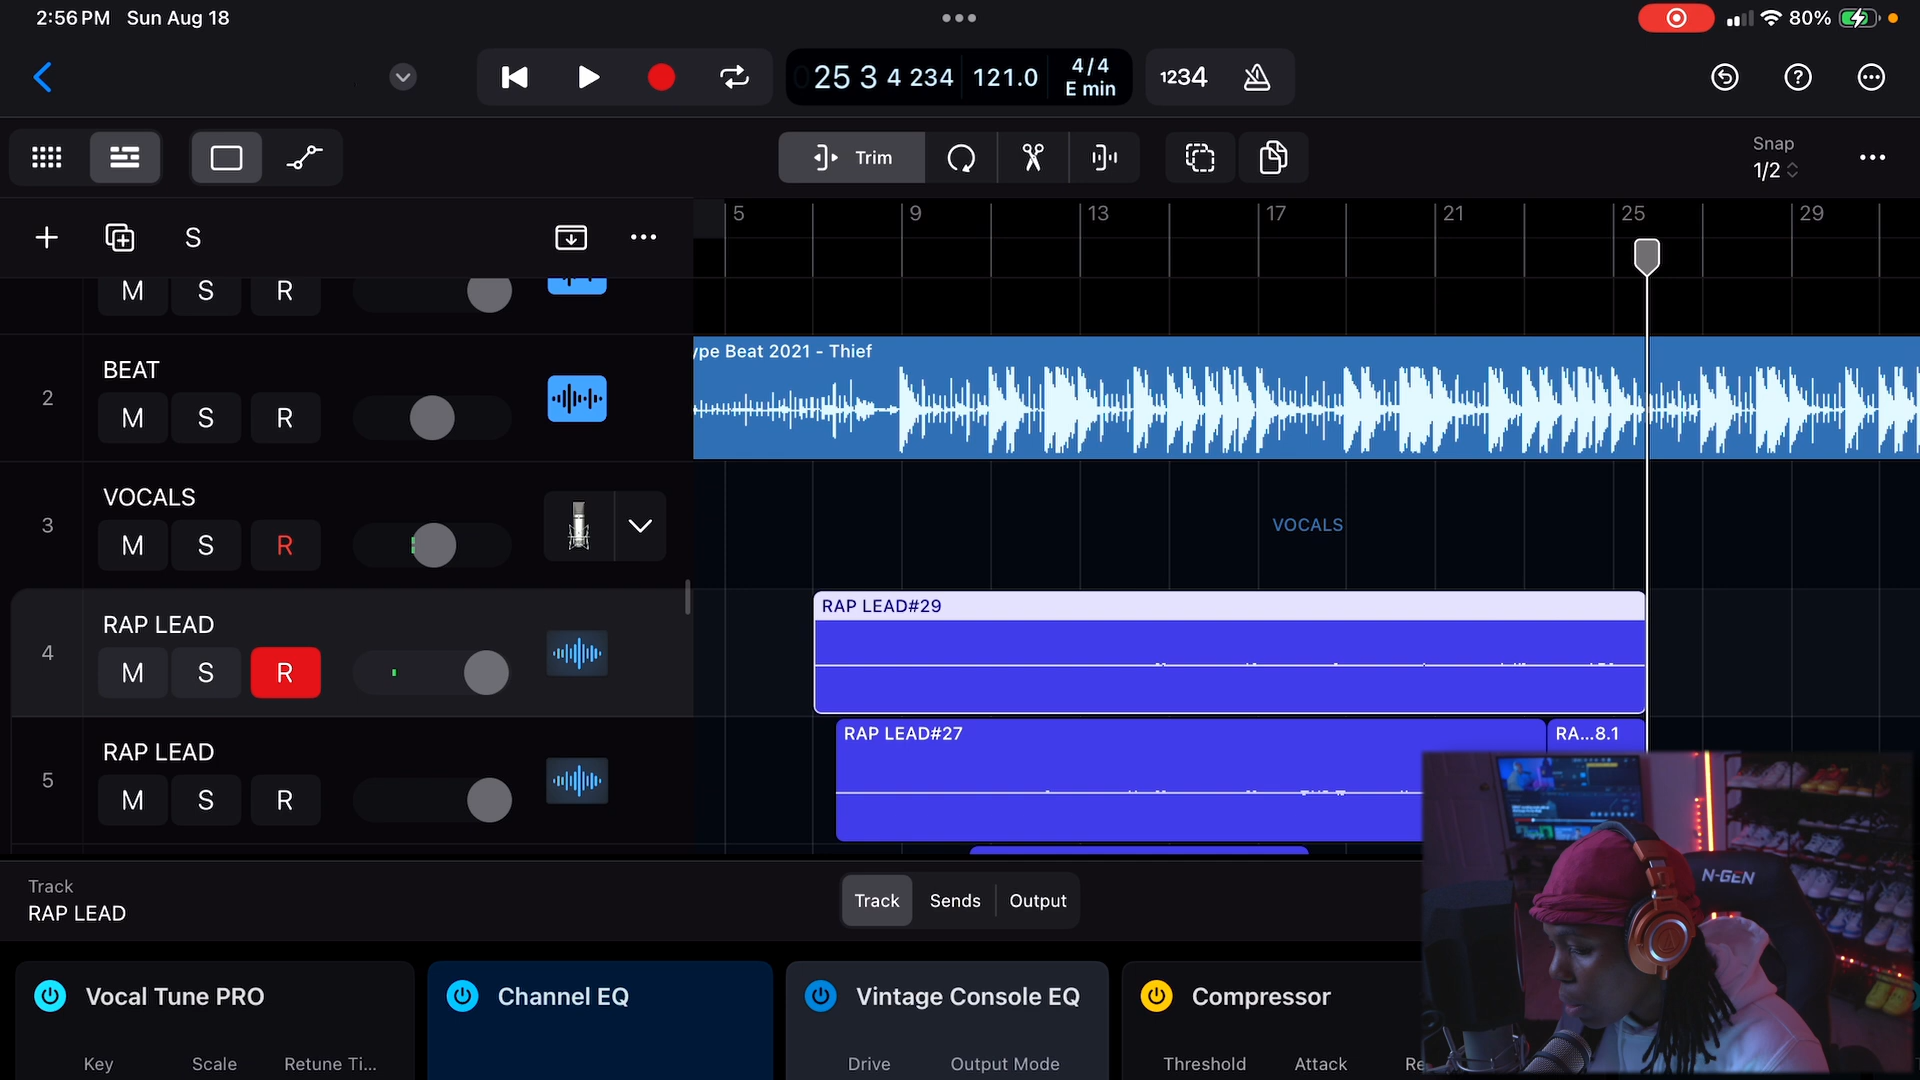 2:56 PM Sun Aug 18
80%
25 3 4 234
121.0
4/4
E min
1234
Trim
Snap
1/2
S
5
9
13
17
21
25
29
M S R
2
BEAT
M S R
ype Beat 2021 - Thief
3
VOCALS
M S R
VOCALS
4
RAP LEAD
M S R
RAP LEAD#29
5
RAP LEAD
M S R
RAP LEAD#27
RA...8.1
N-GEN
Track
RAP LEAD
Track
Sends
Output
Vocal Tune PRO
Channel EQ
Vintage Console EQ
Compressor
Key
Scale
Retune Ti...
Drive
Output Mode
Threshold
Attack
Re